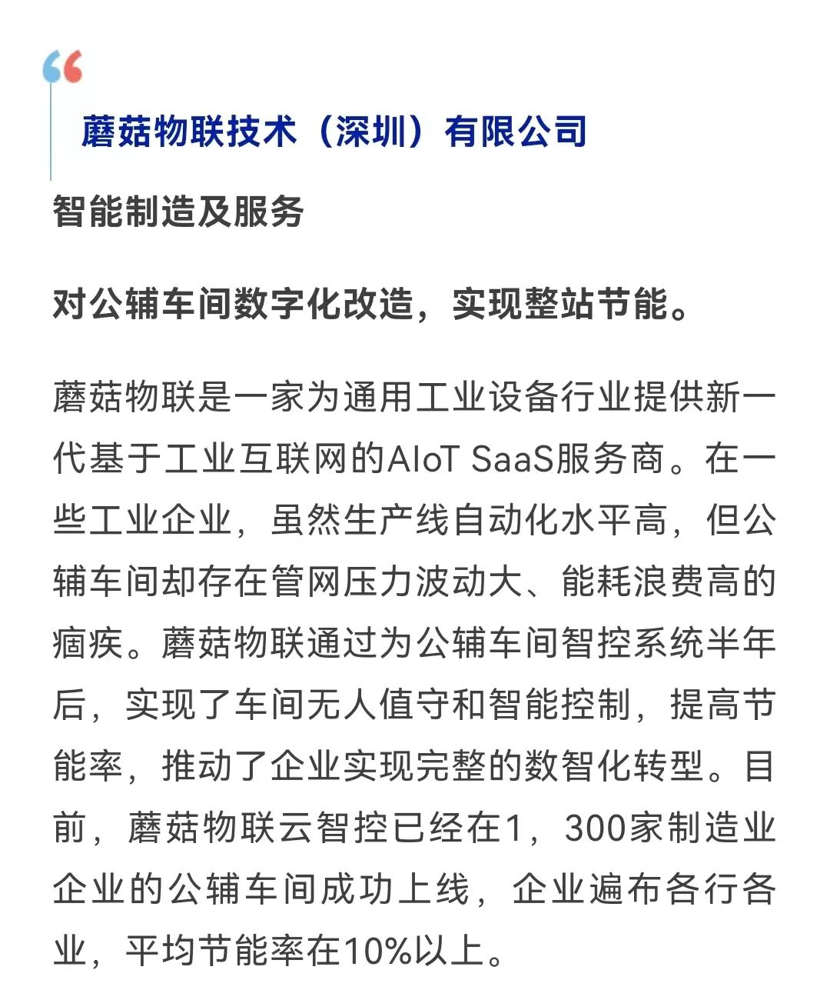 蘑菇物联技术（深圳）有限公司
智能制造及服务
对公辅车间数字化改造，实现整站节能。
蘑菇物联是一家为通用工业设备行业提供新一
代基于工业互联网的AIoT SaaS服务商。在一
些工业企业，虽然生产线自动化水平高，但公
辅车间却存在管网压力波动大、能耗浪费高的
痼疾。蘑菇物联通过为公辅车间智控系统半年
后，实现了车间无人值守和智能控制，提高节
能率，推动了企业实现完整的数智化转型。目
前，蘑菇物联云智控已经在1，300家制造业
企业的公辅车间成功上线，企业遍布各行各
业，平均节能率在10%以上。